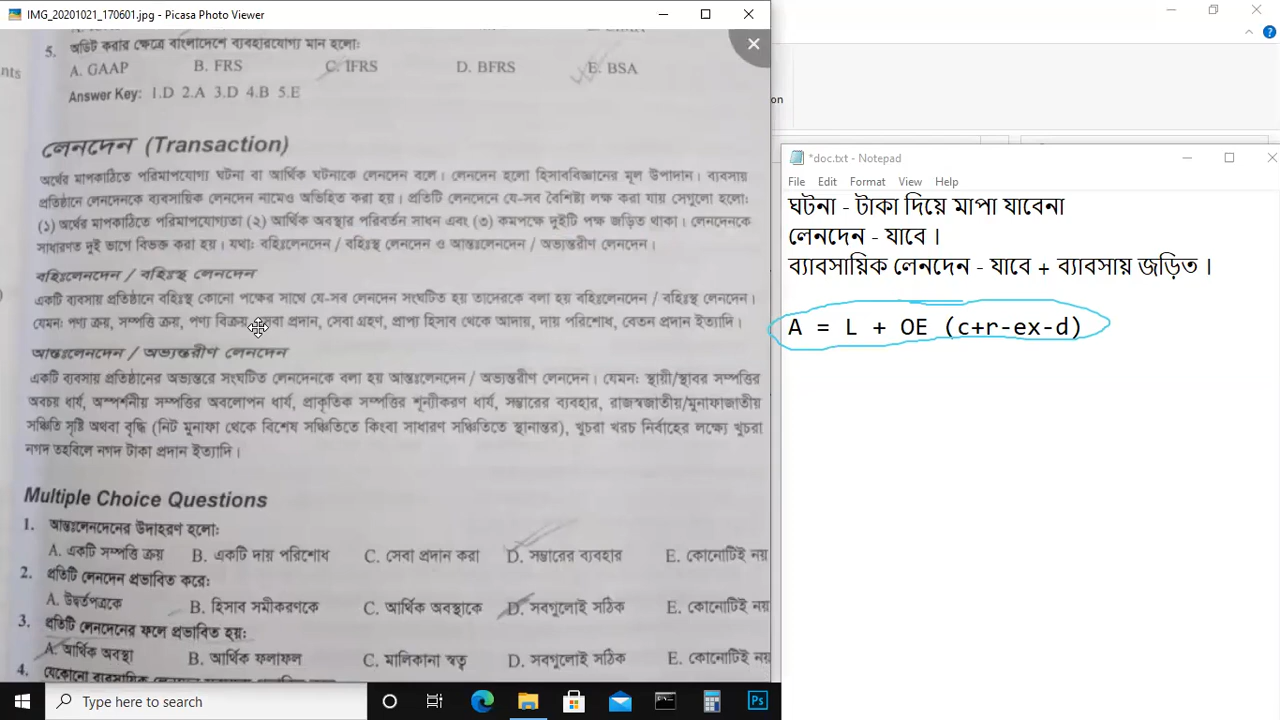 IMG_20201021_170601.jpg - Picasa Photo Viewer
nts
5. অডিট করার ক্ষেত্রে বাংলাদেশে ব্যবহারযোগ্য মান হলো:
A. GAAP B. FRS C. IFRS D. BFRS E. BSA
Answer Key: 1.D 2.A 3.D 4.B 5.E
লেনদেন (Transaction)
অর্থের মাপকাঠিতে পরিমাপযোগ্য ঘটনা বা আর্থিক ঘটনাকে লেনদেন বলে। লেনদেন হলো হিসাববিজ্ঞানের মূল উপাদান। ব্যবসায়
প্রতিষ্ঠানে লেনদেনকে ব্যবসায়িক লেনদেন নামেও অভিহিত করা হয়। প্রতিটি লেনদেনে যে-সব বৈশিষ্ট্য লক্ষ করা যায় সেগুলো হলো:
(১) অর্থের মাপকাঠিতে পরিমাপযোগ্যতা (২) আর্থিক অবস্থার পরিবর্তন সাধন এবং (৩) কমপক্ষে দুইটি পক্ষ জড়িত থাকা। লেনদেনকে
সাধারণত দুই ভাগে বিভক্ত করা হয়। যথা: বহিঃলেনদেন / বহিঃস্থ লেনদেন ও আন্তঃলেনদেন / অভ্যন্তরীণ লেনদেন।
বহিঃলেনদেন / বহিঃস্থ লেনদেন
একটি ব্যবসায় প্রতিষ্ঠানে বহিঃস্থ কোনো পক্ষের সাথে যে-সব লেনদেন সংঘটিত হয় তাদেরকে বলা হয় বহিঃলেনদেন / বহিঃস্থ লেনদেন।
যেমন: পণ্য ক্রয়, সম্পত্তি ক্রয়, পণ্য বিক্রয়, সেবা প্রদান, সেবা গ্রহণ, প্রাপ্য হিসাব থেকে আদায়, দায় পরিশোধ, বেতন প্রদান ইত্যাদি।
আন্তঃলেনদেন / অভ্যন্তরীণ লেনদেন
একটি ব্যবসায় প্রতিষ্ঠানের অভ্যন্তরে সংঘটিত লেনদেনকে বলা হয় আন্তঃলেনদেন / অভ্যন্তরীণ লেনদেন। যেমন: স্থায়ী/স্থাবর সম্পত্তির
অবচয় ধার্য, অস্পর্শনীয় সম্পত্তির অবলোপন ধার্য, প্রাকৃতিক সম্পত্তির শূন্যীকরণ ধার্য, সম্ভারের ব্যবহার, রাজস্বজাতীয়/মুনাফাজাতীয়
সঞ্চিতি সৃষ্টি অথবা বৃদ্ধি (নিট মুনাফা থেকে বিশেষ সঞ্চিতিতে কিংবা সাধারণ সঞ্চিতিতে স্থানান্তর), খুচরা খরচ নির্বাহের লক্ষ্যে খুচরা
নগদ তহবিলে নগদ টাকা প্রদান ইত্যাদি।
Multiple Choice Questions
1. আন্তঃলেনদেনের উদাহরণ হলো:
A. একটি সম্পত্তি ক্রয় B. একটি দায় পরিশোধ C. সেবা প্রদান করা D. সম্ভারের ব্যবহার E. কোনোটিই নয়
2. প্রতিটি লেনদেন প্রভাবিত করে:
A. উদ্বর্তপত্রকে B. হিসাব সমীকরণকে C. আর্থিক অবস্থাকে D. সবগুলোই সঠিক E. কোনোটিই নয়
3. প্রতিটি লেনদেনের ফলে প্রভাবিত হয়:
A. আর্থিক অবস্থা B. আর্থিক ফলাফল C. মালিকানা স্বত্ব D. সবগুলোই সঠিক E. কোনোটিই নয়
4. যেকোনো ব্যবসায়িক
on
*doc.txt - Notepad
File Edit Format View Help
ঘটনা - টাকা দিয়ে মাপা যাবেনা
লেনদেন - যাবে ।
ব্যাবসায়িক লেনদেন - যাবে + ব্যাবসায় জড়িত ।
A = L + OE (c+r-ex-d)
Type here to search
Ps